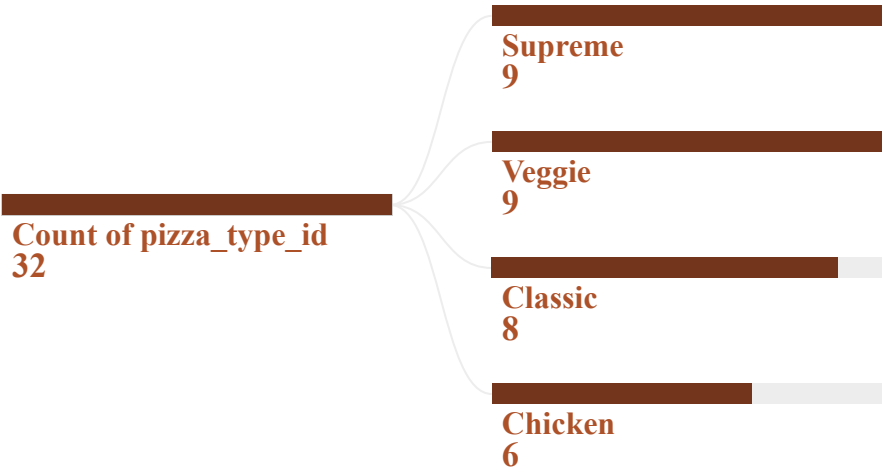 Supreme
9
Veggie
9
Count of pizza_type_id
32
Classic
8
Chicken
6